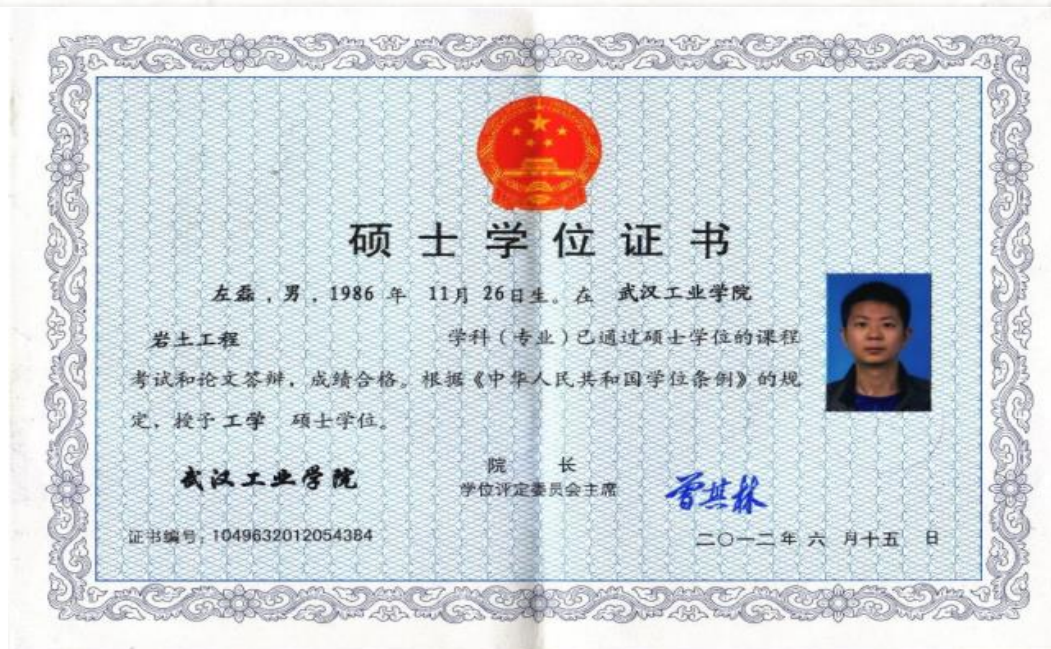 硕士学位证书
左磊，男，1986 年 11月 26日生。在 武汉工业学院
岩土工程 学科（专业）已通过硕士学位的课程
考试和论文答辩，成绩合格。根据《中华人民共和国学位条例》的规
定，授予 工学 硕士学位。
武汉工业学院
院 长
学位评定委员会主席
曾其林
证书编号：1049632012054384
二〇一二年 六 月十五 日